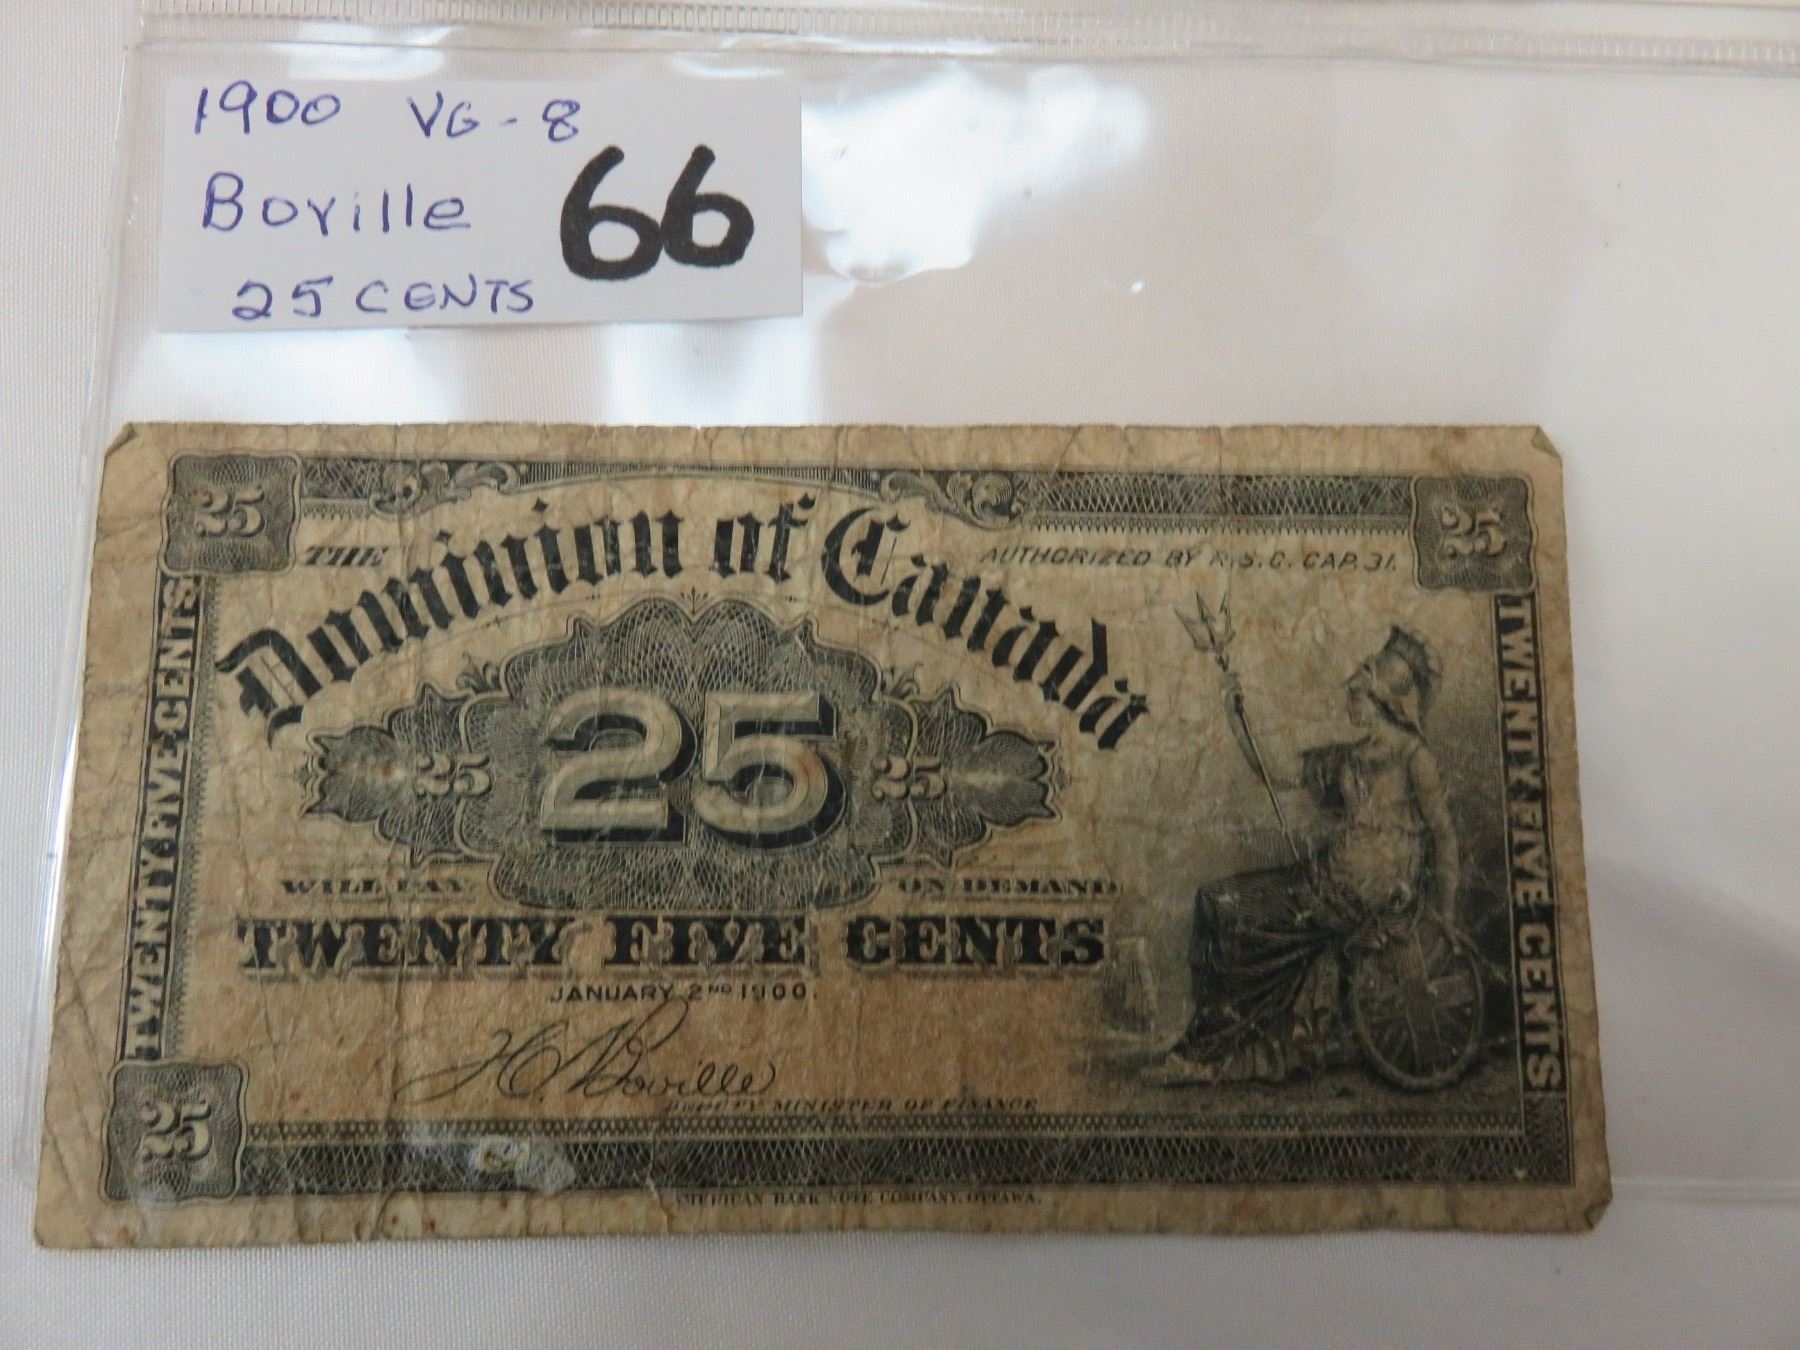 1900 VG-8
Boville 66
25 CENTS
25 25
THE Dominion of Canada
AUTHORIZED BY R.S.C. CAP. 31.
TWENTY-FIVE CENTS
TWENTY-FIVE CENTS
25 25 25
WILL PAY ON DEMAND
TWENTY FIVE CENTS
JANUARY 2ND 1900.
Boville
DEPUTY MINISTER OF FINANCE
25
AMERICAN BANK NOTE COMPANY, OTTAWA.